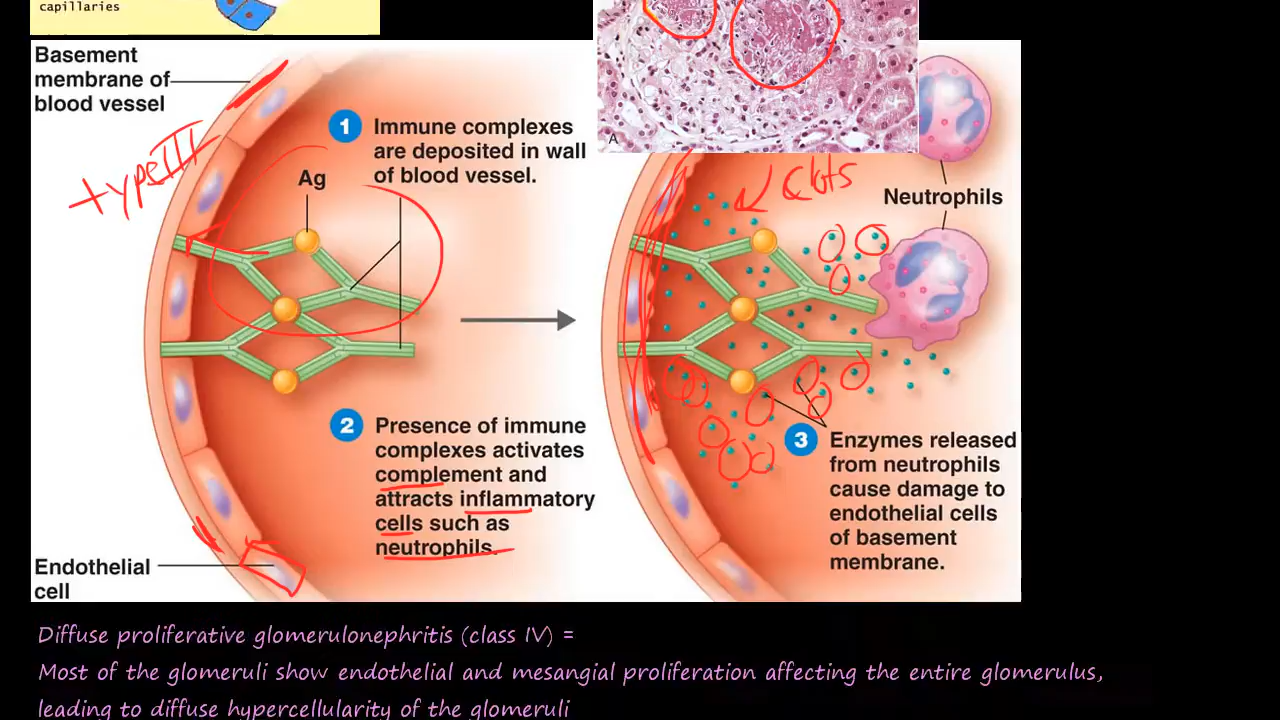 capillaries
Basement
membrane of
blood vessel
type III
1 Immune complexes
are deposited in wall
of blood vessel.
Ag
2 Presence of immune
complexes activates
complement and
attracts inflammatory
cells such as
neutrophils.
Endothelial
cell
A
Clots
Neutrophils
3 Enzymes released
from neutrophils
cause damage to
endothelial cells
of basement
membrane.
Diffuse proliferative glomerulonephritis (class IV) =
Most of the glomeruli show endothelial and mesangial proliferation affecting the entire glomerulus,
leading to diffuse hypercellularity of the glomeruli